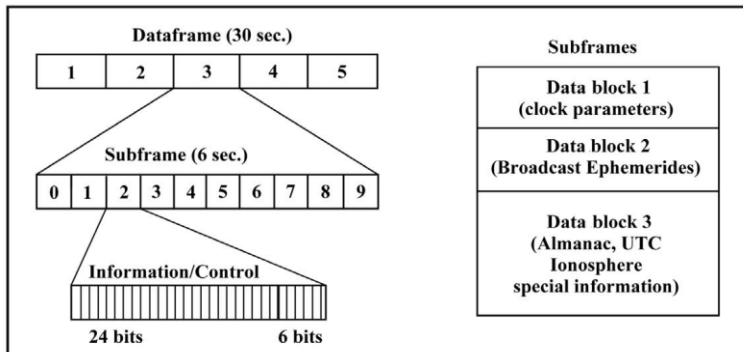 Dataframe (30 sec.)
1 2 3 4 5
Subframe (6 sec.)
0 1 2 3 4 5 6 7 8 9
Information/Control
24 bits 6 bits
Subframes
Data block 1
(clock parameters)
Data block 2
(Broadcast Ephemerides)
Data block 3
(Almanac, UTC
Ionosphere
special information)